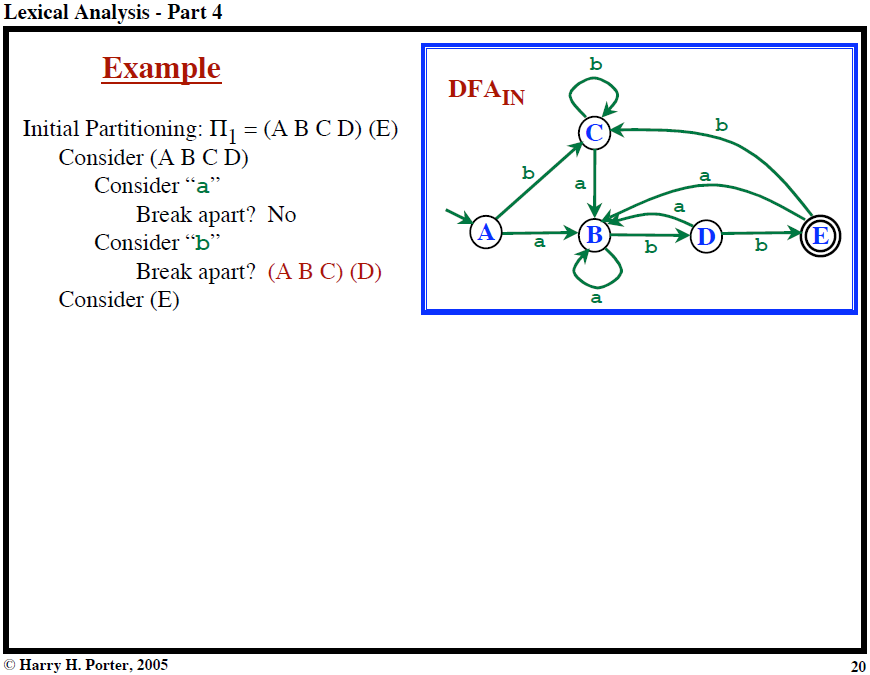 Lexical Analysis - Part 4
Example
Initial Partitioning: Π1 = (A B C D) (E)
Consider (A B C D)
Consider “a”
Break apart? No
Consider “b”
Break apart? (A B C) (D)
Consider (E)
DFAIN
b
C
b
b
a
a
a
A
a
B
b
D
b
E
a
© Harry H. Porter, 2005
20